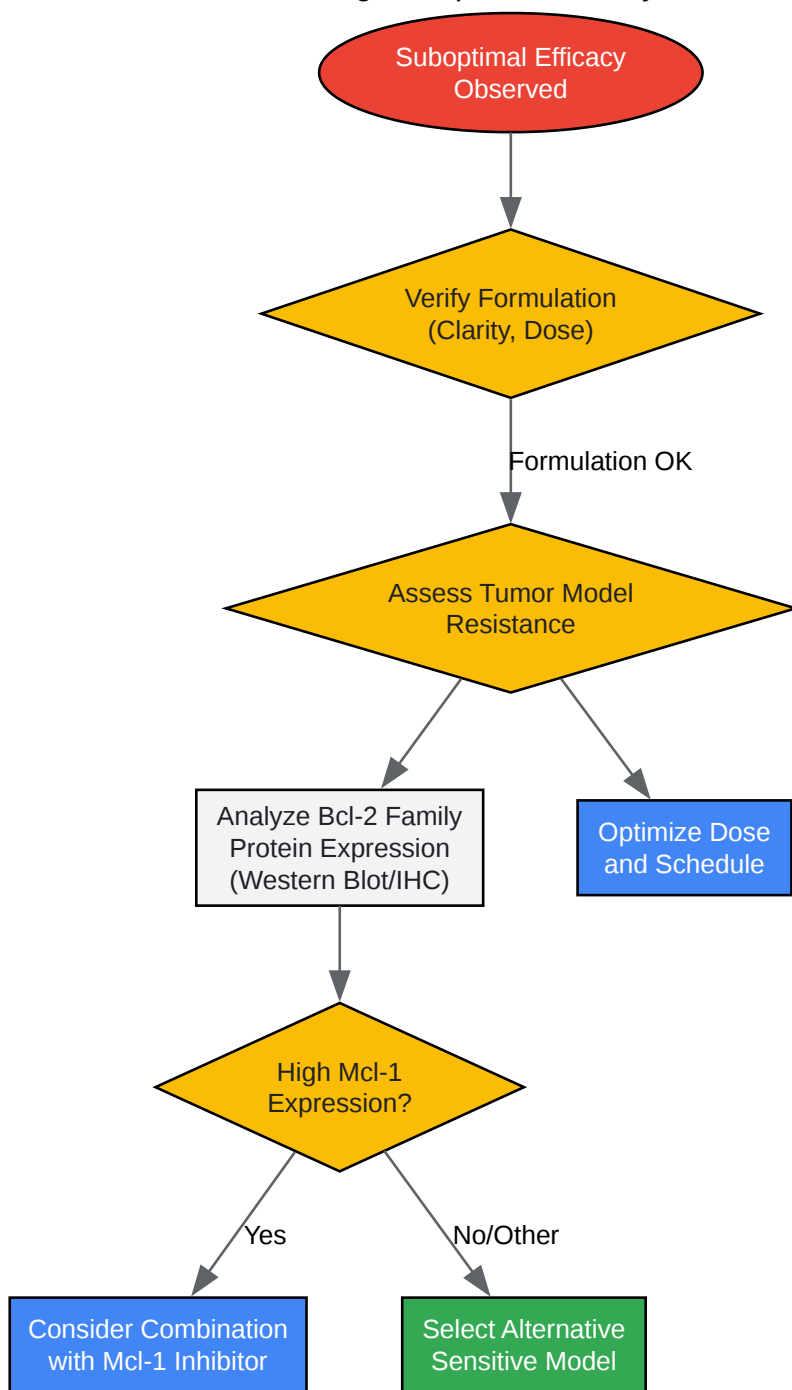 Suboptimal Efficacy
Observed
Verify Formulation
(Clarity, Dose)
Formulation OK
Assess Tumor Model
Resistance
Analyze Bcl-2 Family
Protein Expression
(Western Blot/IHC)
Optimize Dose
and Schedule
High Mcl-1
Expression?
Yes
No/Other
Consider Combination
with Mcl-1 Inhibitor
Select Alternative
Sensitive Model